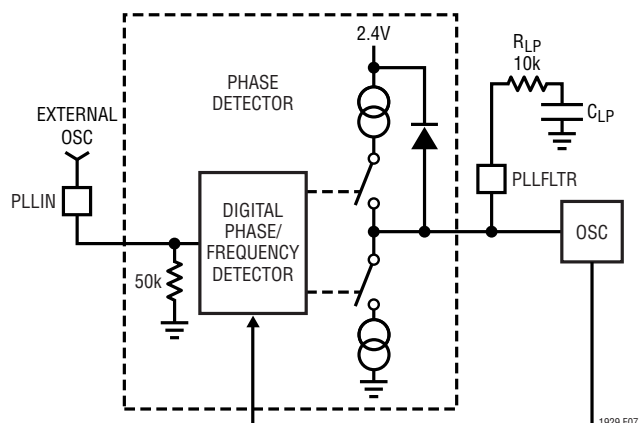 2.4V
PHASE
DETECTOR
R_LP
10k
C_LP
EXTERNAL
OSC
PLLIN
PLLFLTR
DIGITAL
PHASE/
FREQUENCY
DETECTOR
OSC
50k
1929 F07